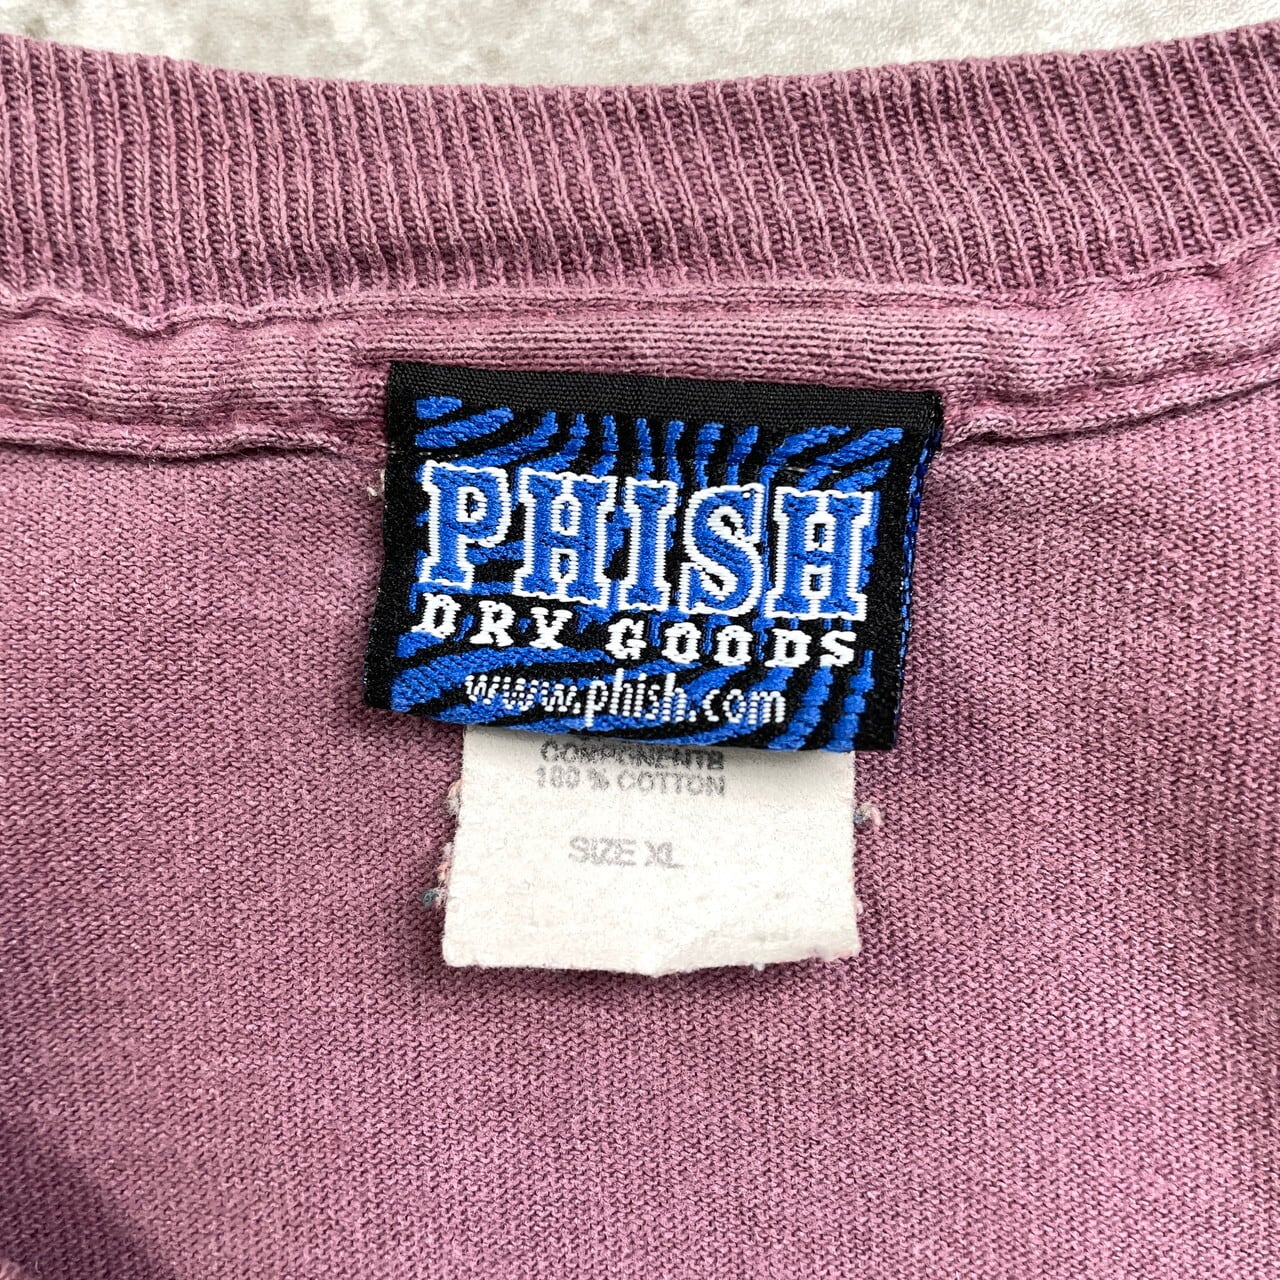 PHISH
DRY GOODS
www.phish.com
COMPONENTS
100 % COTTON
SIZE XL